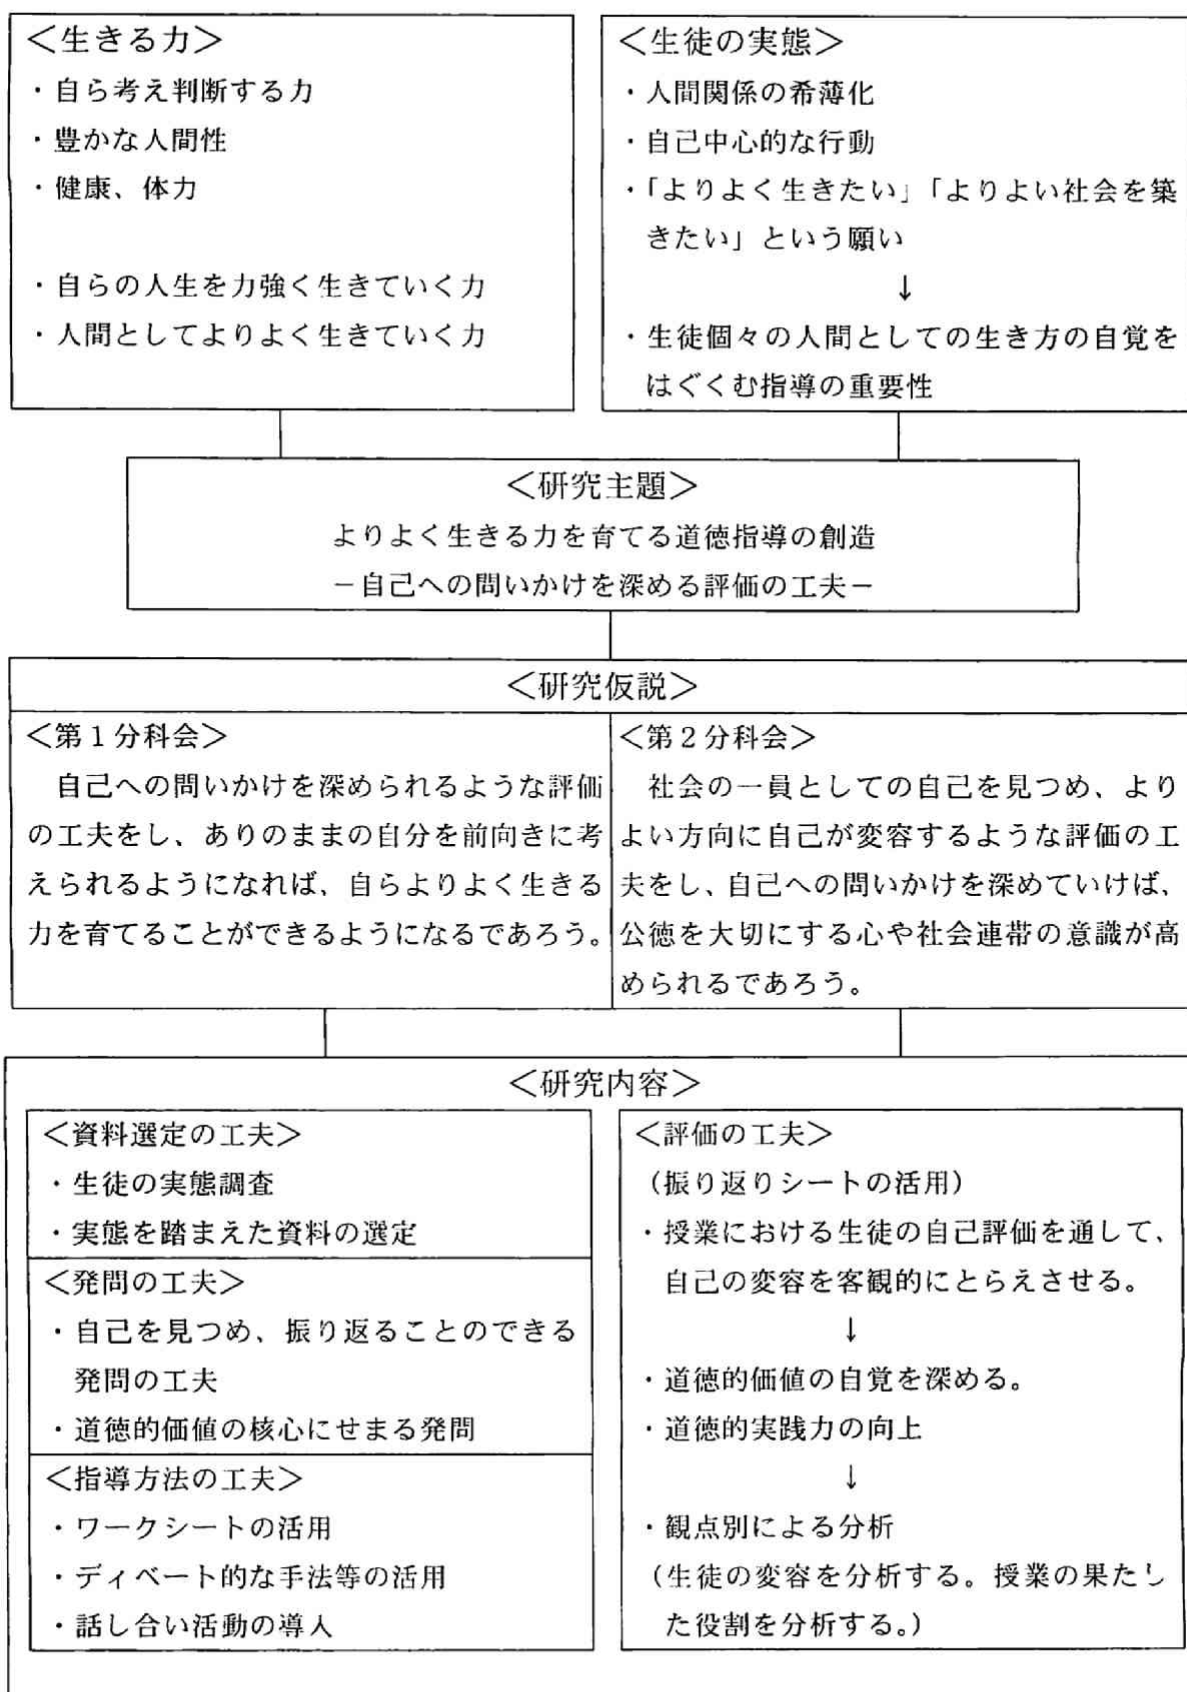 ＜生きる力＞
・自ら考え判断する力
・豊かな人間性
・健康、体力
・自らの人生を力強く生きていく力
・人間としてよりよく生きていく力
＜生徒の実態＞
・人間関係の希薄化
・自己中心的な行動
・「よりよく生きたい」「よりよい社会を築
きたい」という願い
↓
・生徒個々の人間としての生き方の自覚を
はぐくむ指導の重要性
＜研究主題＞
よりよく生きる力を育てる道徳指導の創造
－自己への問いかけを深める評価の工夫－
＜研究仮説＞
＜第１分科会＞
自己への問いかけを深められるような評価
の工夫をし、ありのままの自分を前向きに考
えられるようになれば、自らよりよく生きる
力を育てることができるようになるであろう。
＜第２分科会＞
社会の一員としての自己を見つめ、より
よい方向に自己が変容するような評価の工
夫をし、自己への問いかけを深めていけば、
公徳を大切にする心や社会連帯の意識が高
められるであろう。
＜研究内容＞
＜資料選定の工夫＞
・生徒の実態調査
・実態を踏まえた資料の選定
＜発問の工夫＞
・自己を見つめ、振り返ることのできる
発問の工夫
・道徳的価値の核心にせまる発問
＜指導方法の工夫＞
・ワークシートの活用
・ディベート的な手法等の活用
・話し合い活動の導入
＜評価の工夫＞
（振り返りシートの活用）
・授業における生徒の自己評価を通して、
自己の変容を客観的にとらえさせる。
↓
・道徳的価値の自覚を深める。
・道徳的実践力の向上
↓
・観点別による分析
（生徒の変容を分析する。授業の果たし
た役割を分析する。）